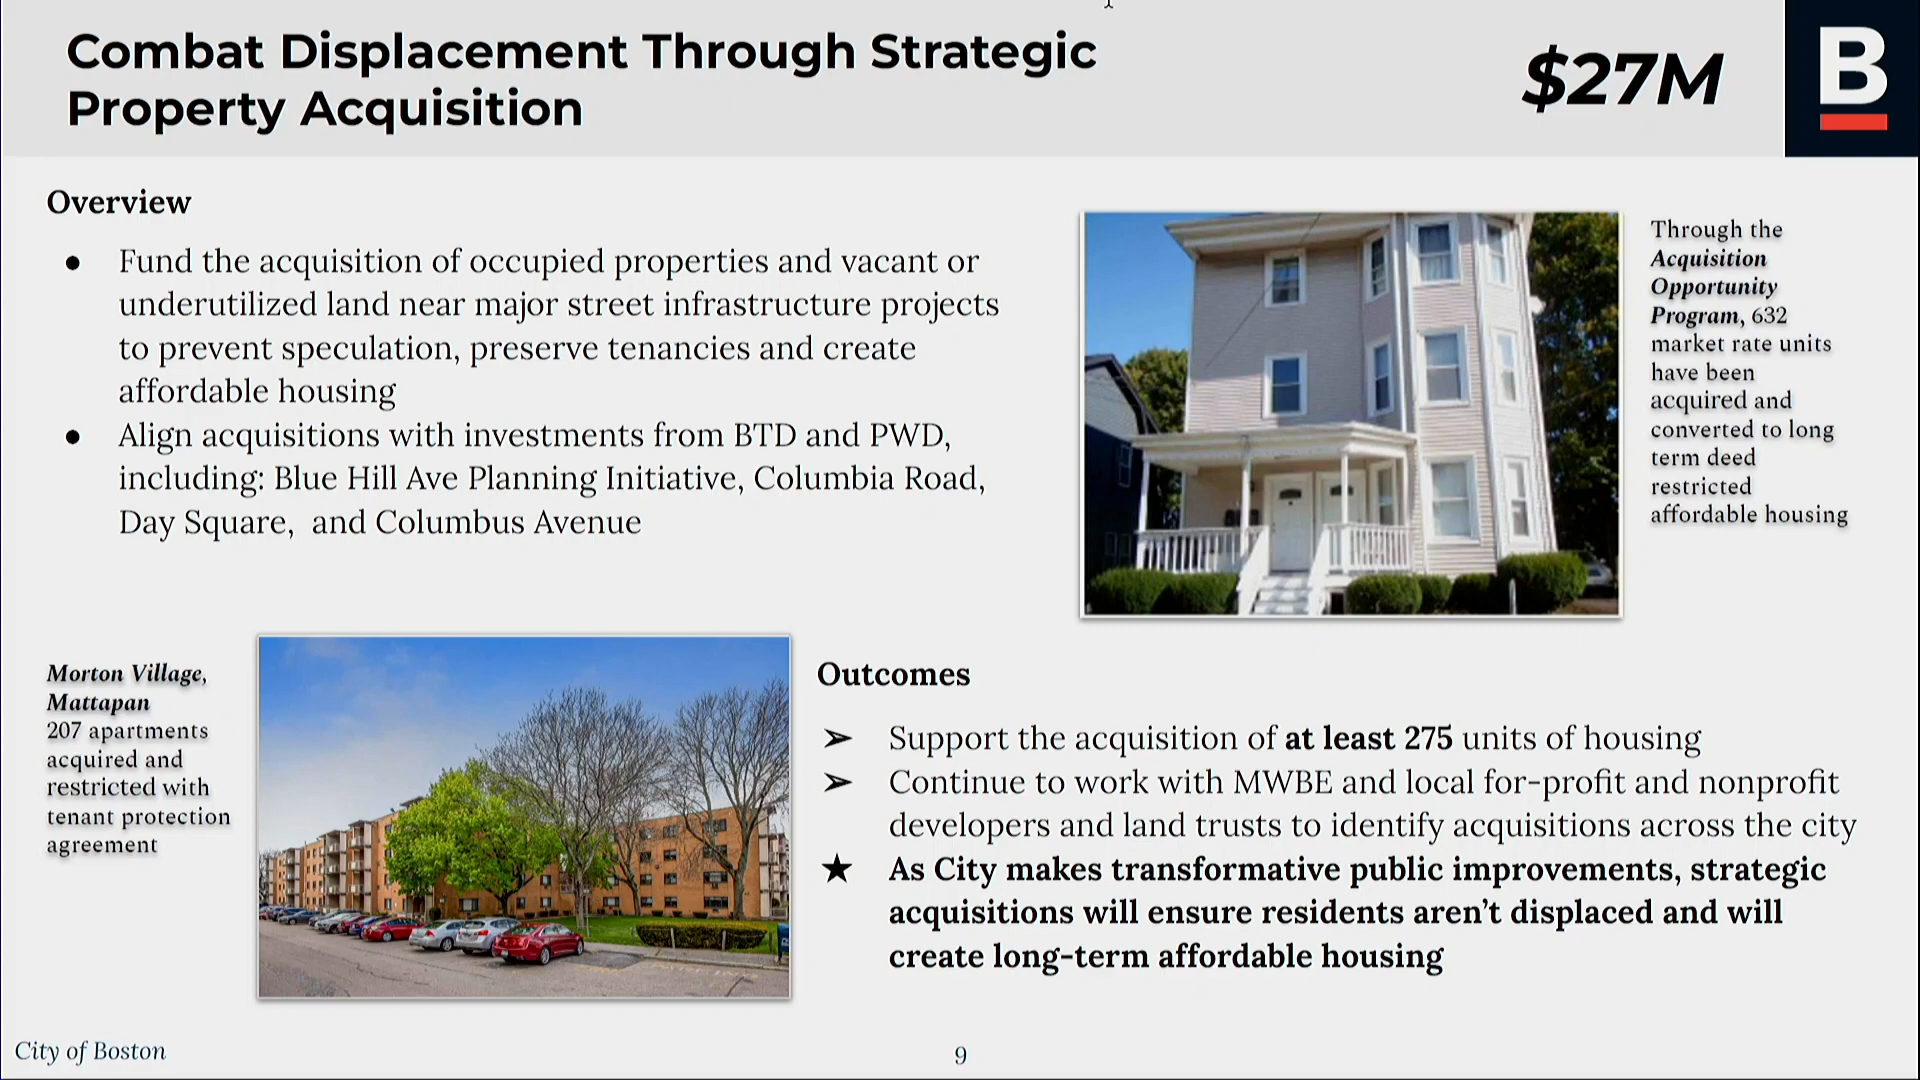 Combat Displacement Through Strategic
Property Acquisition
$27M
B
Overview
● Fund the acquisition of occupied properties and vacant or
underutilized land near major street infrastructure projects
to prevent speculation, preserve tenancies and create
affordable housing
● Align acquisitions with investments from BTD and PWD,
including: Blue Hill Ave Planning Initiative, Columbia Road,
Day Square,  and Columbus Avenue
Through the
Acquisition
Opportunity
Program, 632
market rate units
have been
acquired and
converted to long
term deed
restricted
affordable housing
Morton Village,
Mattapan
207 apartments
acquired and
restricted with
tenant protection
agreement
Outcomes
➢ Support the acquisition of at least 275 units of housing
➢ Continue to work with MWBE and local for-profit and nonprofit
developers and land trusts to identify acquisitions across the city
★ As City makes transformative public improvements, strategic
acquisitions will ensure residents aren’t displaced and will
create long-term affordable housing
City of Boston
9